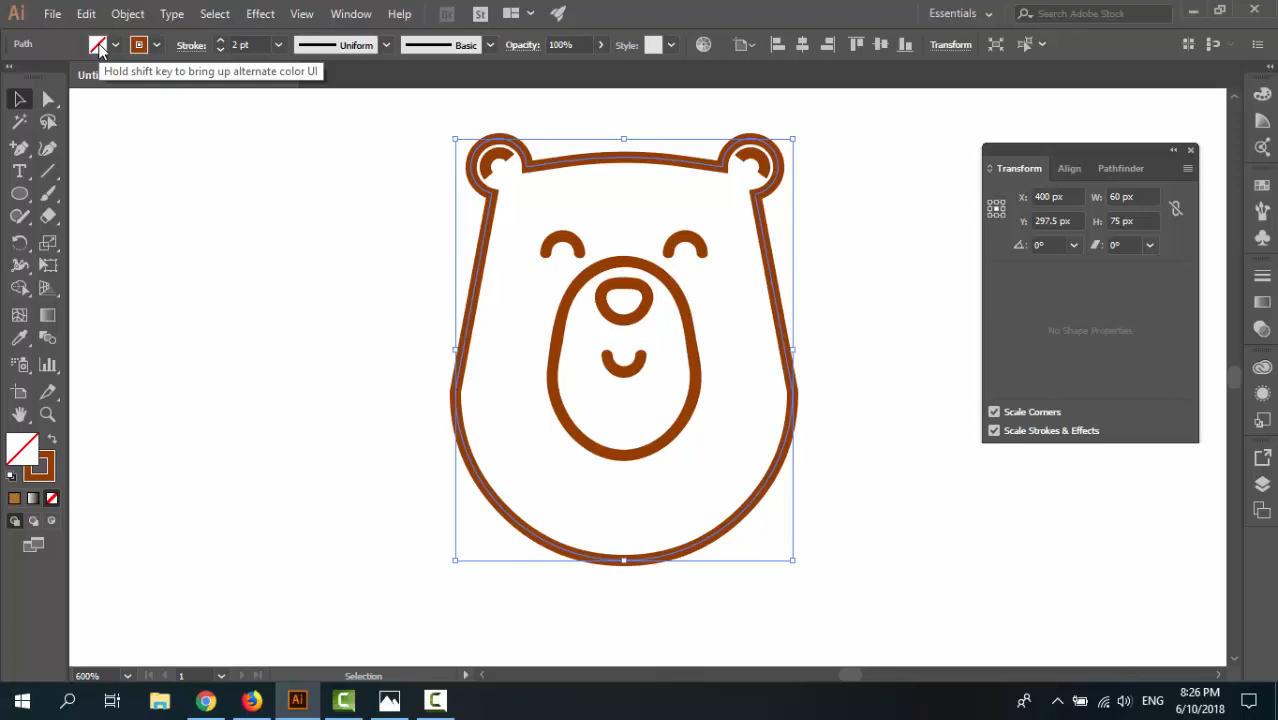 Ai File Edit Object Type Select Effect View Window Help Br St Essentials Search Adobe Stock
Path Stroke: 2 pt Uniform Basic Opacity: 100% Style: Transform
Hold shift key to bring up alternate color UI
Transform Align Pathfinder
X: 400 px W: 60 px
Y: 297.5 px H: 75 px
0° 0°
No Shape Properties
Scale Corners
Scale Strokes & Effects
600% 1 Selection
Ai ENG 8:26 PM
6/10/2018